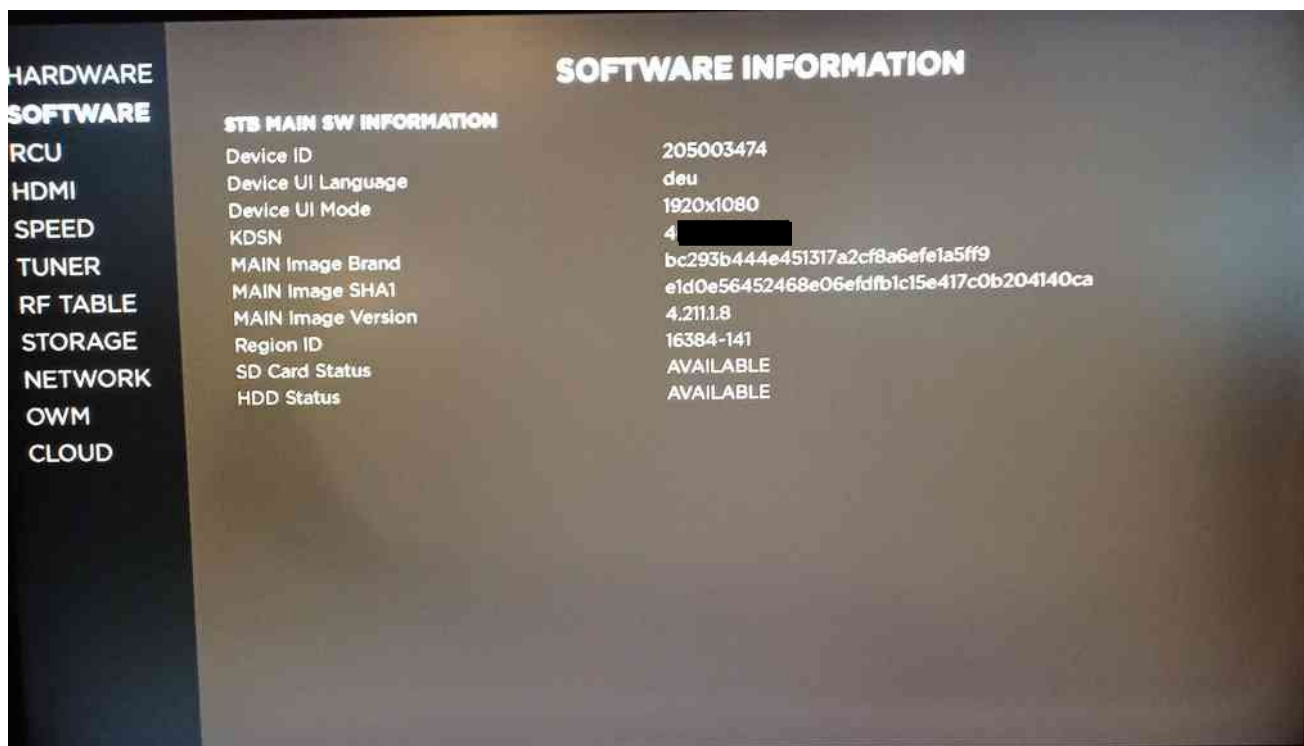 SOFTWARE INFORMATION
HARDWARE
SOFTWARE
RCU
HDMI
SPEED
TUNER
RF TABLE
STORAGE
NETWORK
OWM
CLOUD
STB MAIN SW INFORMATION
Device ID 205003474
Device UI Language deu
Device UI Mode 1920x1080
KDSN 4
MAIN Image Brand bc293b444e451317a2cf8a6efe1a5ff9
MAIN Image SHA1 e1d0e56452468e06efdfb1c15e417c0b204140ca
MAIN Image Version 4.211.1.8
Region ID 16384-141
SD Card Status AVAILABLE
HDD Status AVAILABLE